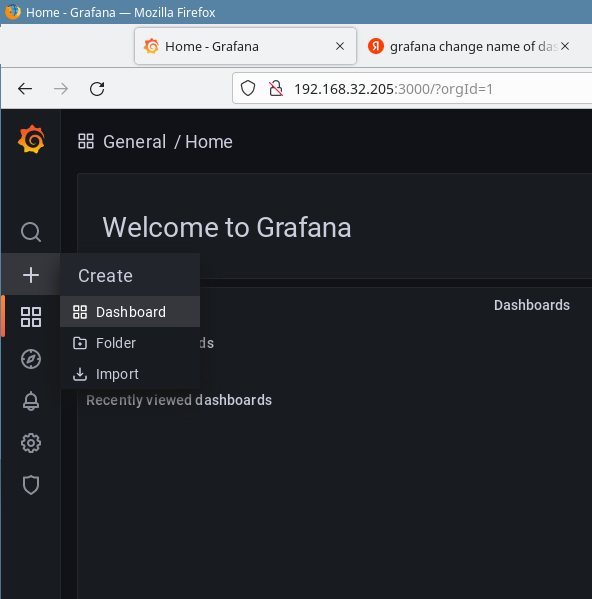 Home - Grafana — Mozilla Firefox
Home - Grafana
Я grafana change name of das
192.168.32.205:3000/?orgId=1
General / Home
Welcome to Grafana
Create
Dashboards
Dashboard
Folder
ds
Import
Recently viewed dashboards